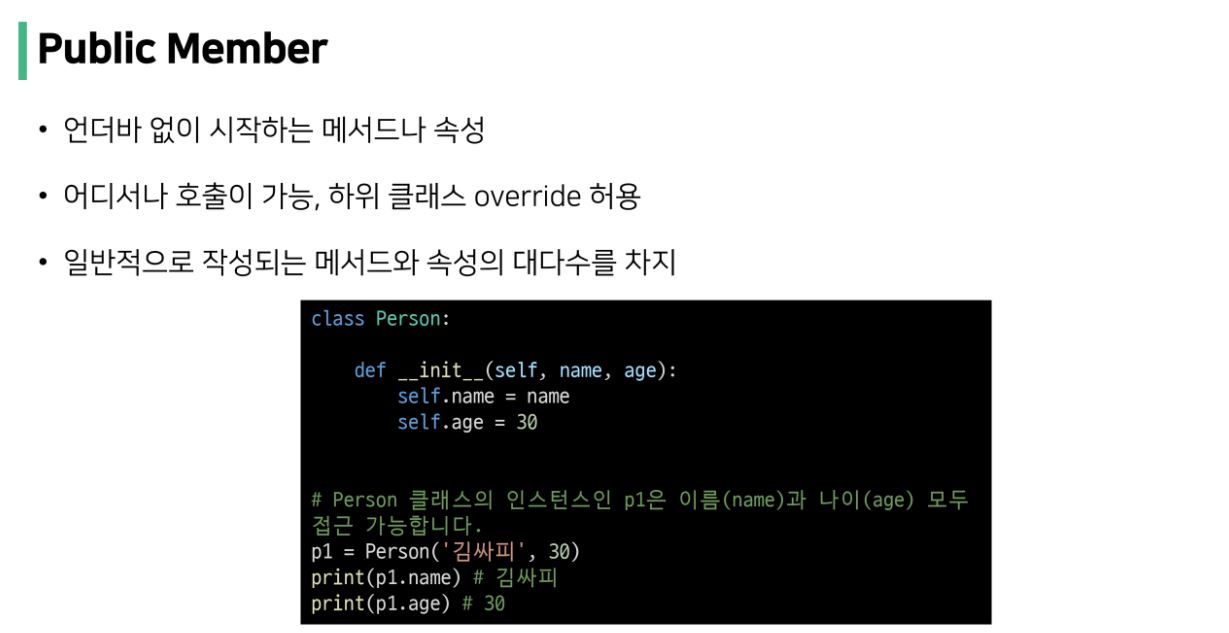 Public Member
• 언더바 없이 시작하는 메서드나 속성
• 어디서나 호출이 가능, 하위 클래스 override 허용
• 일반적으로 작성되는 메서드와 속성의 대다수를 차지
class Person:
    def __init__(self, name, age):
        self.name = name
        self.age = 30
# Person 클래스의 인스턴스인 p1은 이름(name)과 나이(age) 모두
접근 가능합니다.
p1 = Person('김싸피', 30)
print(p1.name) # 김싸피
print(p1.age) # 30